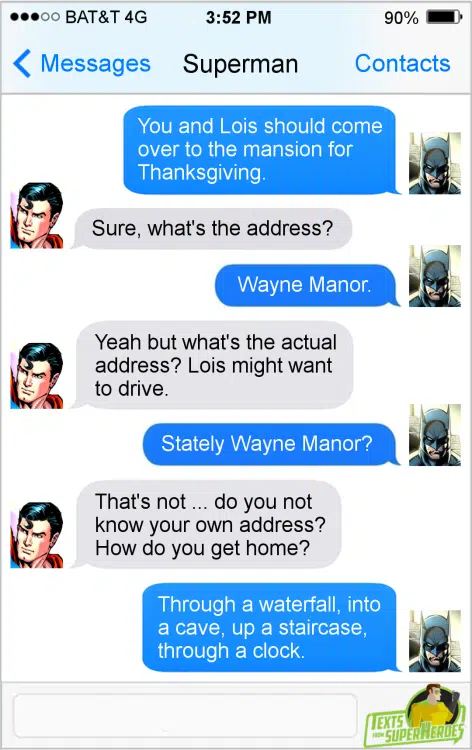 BAT&T 4G 3:52 PM 90%
Messages Superman Contacts
You and Lois should come
over to the mansion for
Thanksgiving.
Sure, what's the address?
Wayne Manor.
Yeah but what's the actual
address? Lois might want
to drive.
Stately Wayne Manor?
That's not ... do you not
know your own address?
How do you get home?
Through a waterfall, into
a cave, up a staircase,
through a clock.
TEXTS
FROM SUPERHEROES